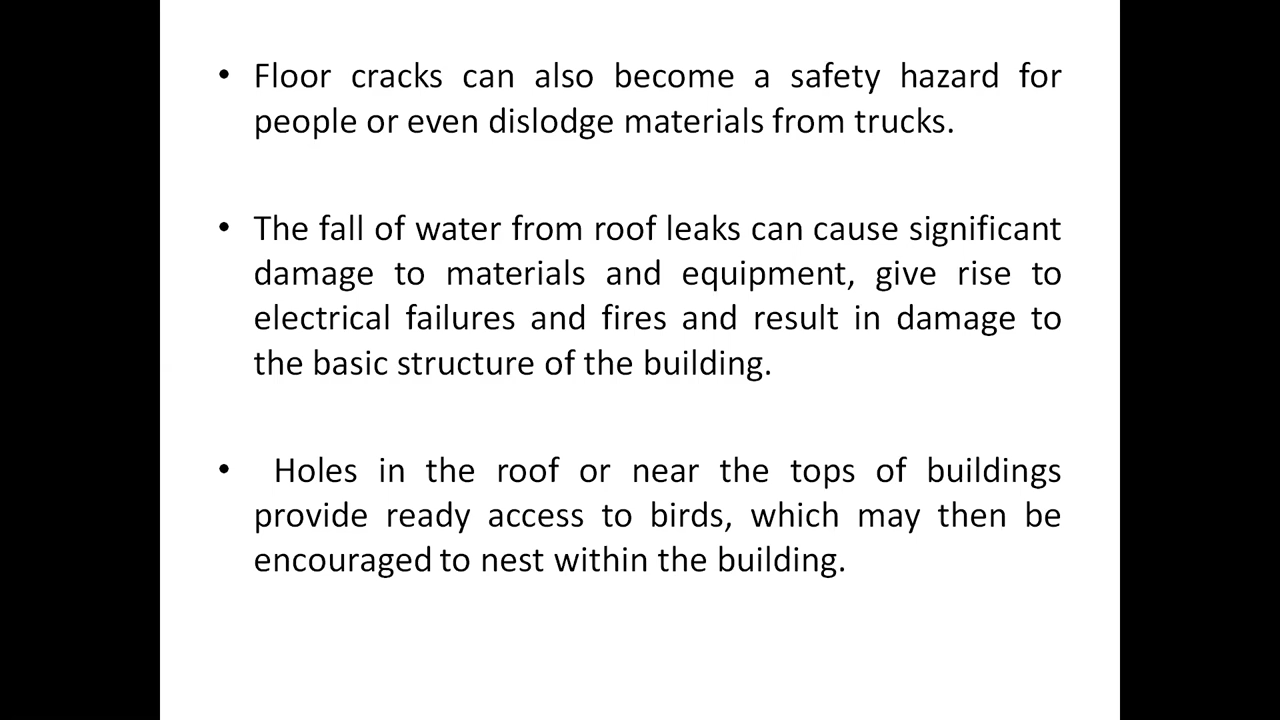 • Floor cracks can also become a safety hazard for
people or even dislodge materials from trucks.
• The fall of water from roof leaks can cause significant
damage to materials and equipment, give rise to
electrical failures and fires and result in damage to
the basic structure of the building.
• Holes in the roof or near the tops of buildings
provide ready access to birds, which may then be
encouraged to nest within the building.